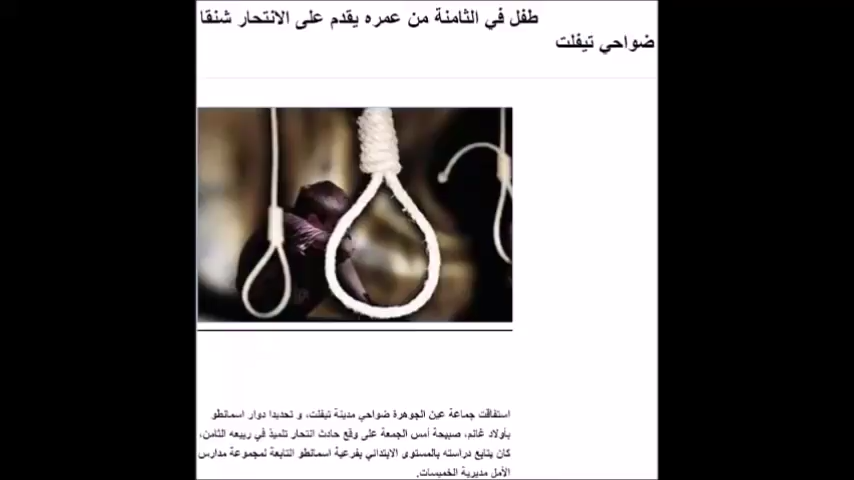 طفل في الثامنة من عمره يقدم على الانتحار شنقا
ضواحي تيفلت
استفاقت جماعة عين الجوهرة ضواحي مدينة تيفلت، و تحديدا دوار اسمانطو
بأولاد غانم، صبيحة أمس الجمعة على وقع حادث انتحار تلميذ في ربيعه الثامن،
كان يتابع دراسته بالمستوى الابتدائي بفرعية اسمانطو التابعة لمجموعة مدارس
الأمل مديرية الخميسات.